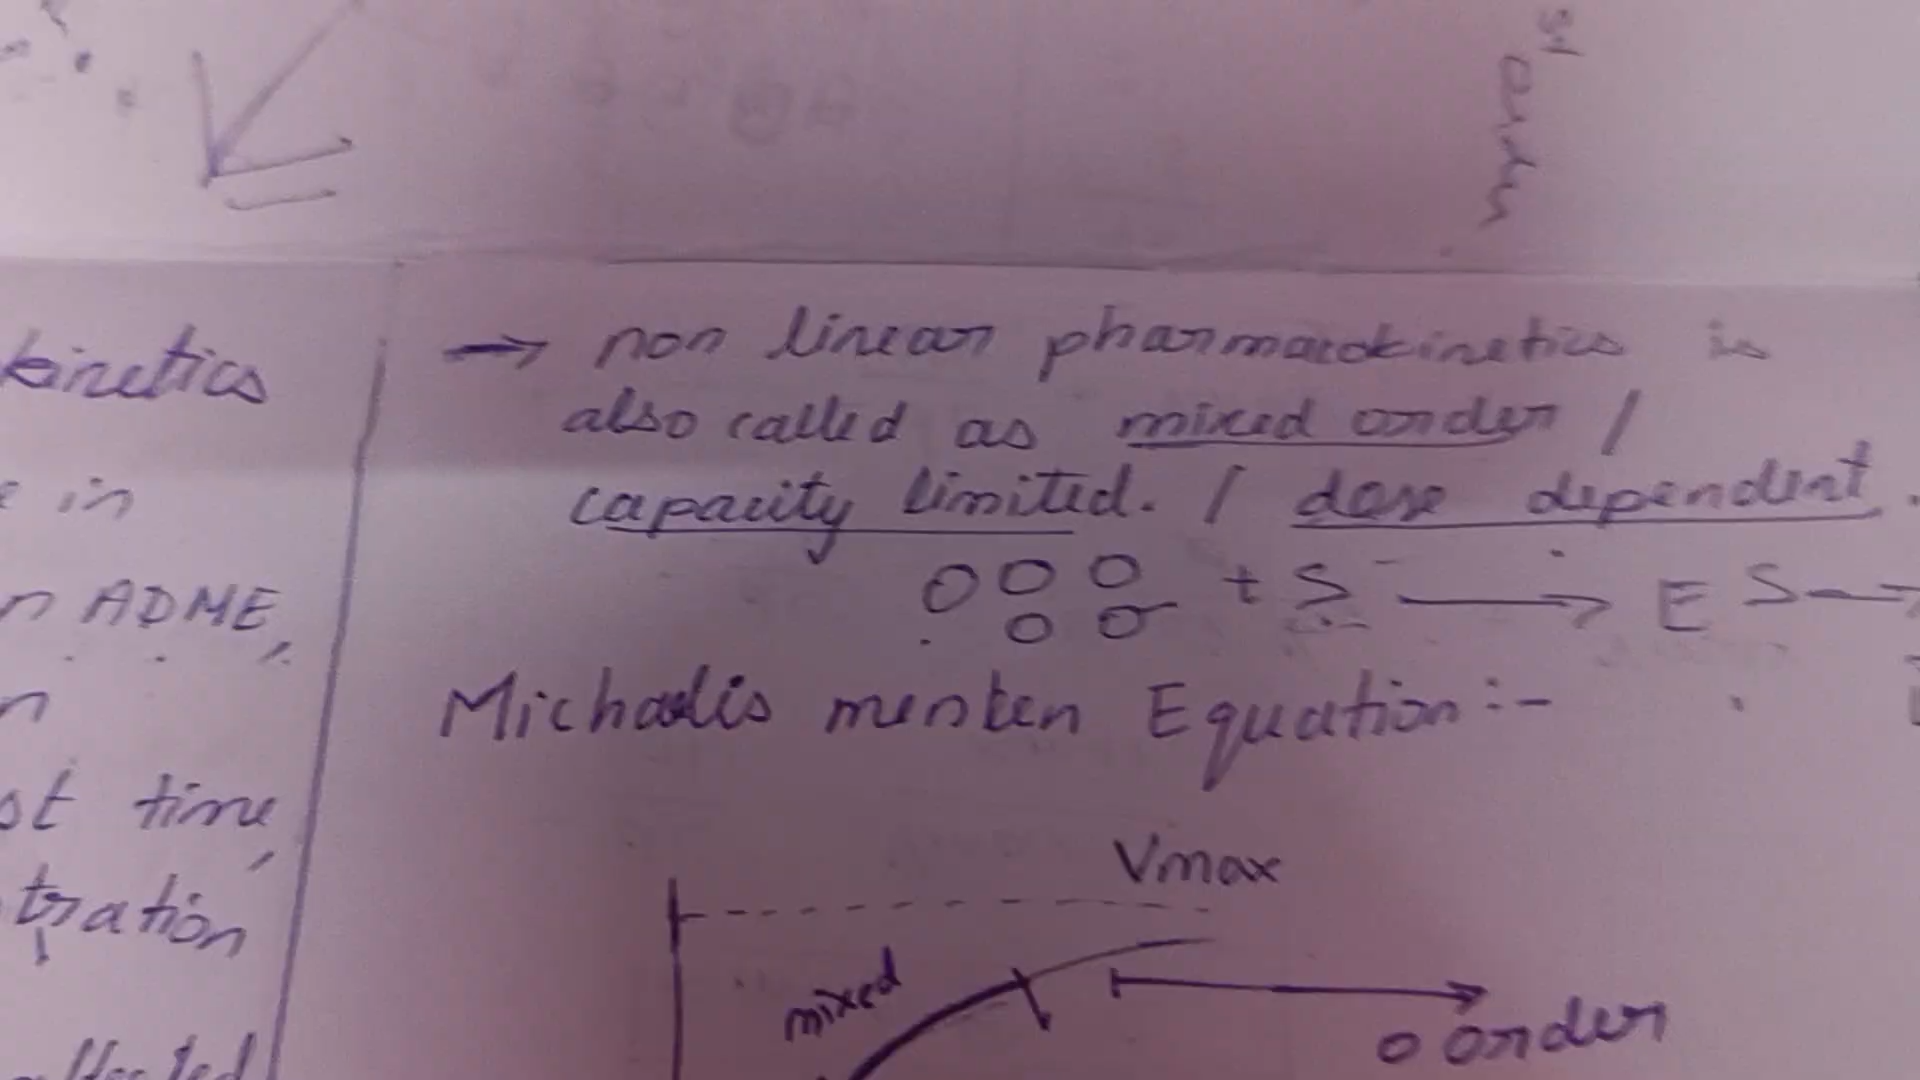 kinetics
in
ADME,
time,
tration
→ non linear pharmacokinetics is
also called as mixed order /
capacity limited. / dose dependent.
+ S → ES →
Michaelis menten Equation :-
Vmax
mixed
0 order